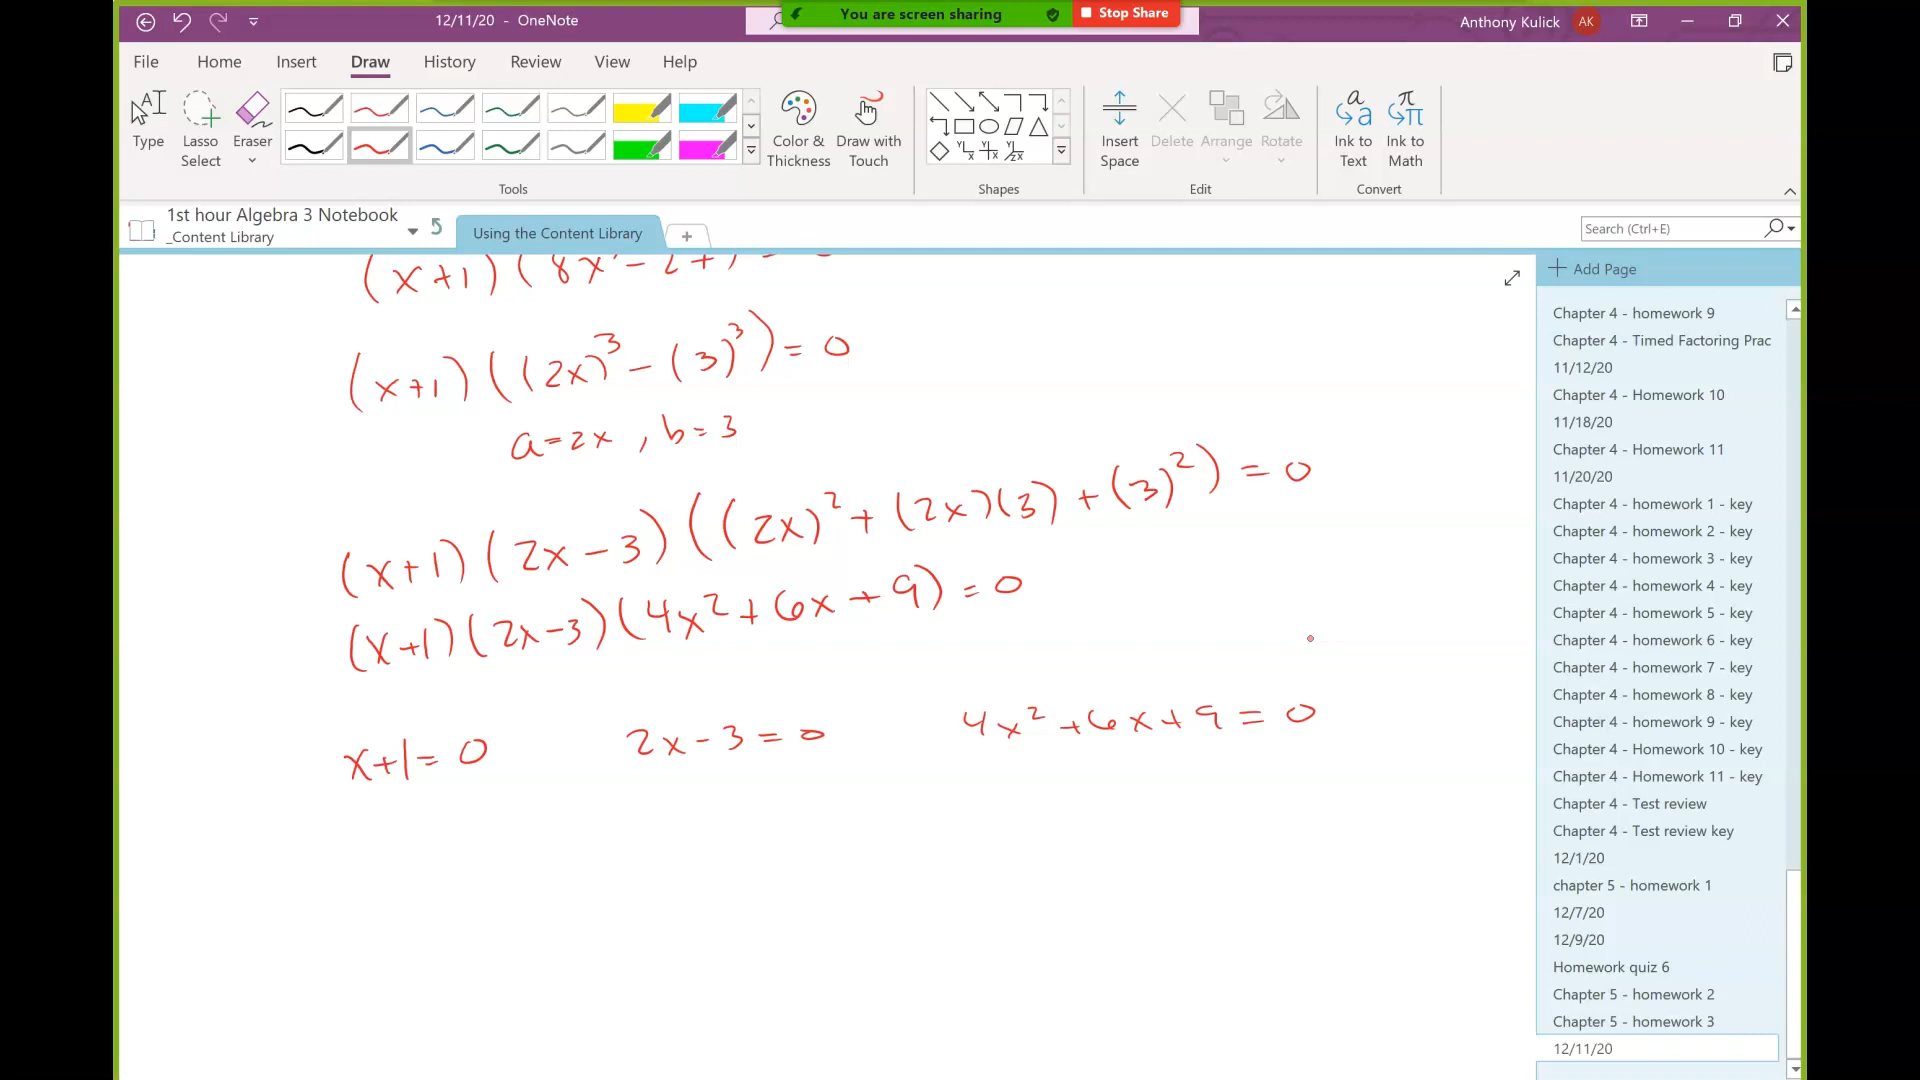 12/11/20 - OneNote
You are screen sharing
Stop Share
Anthony Kulick
AK
File Home Insert Draw History Review View Help
Type
Lasso Select
Eraser
Color & Thickness
Draw with Touch
Insert Space
Delete
Arrange
Rotate
Ink to Text
Ink to Math
Tools
Shapes
Edit
Convert
1st hour Algebra 3 Notebook
_Content Library
Using the Content Library
Search (Ctrl+E)
(x+1)(8x
(x+1)((2x)³-(3)³)=0
a=2x, b=3
(x+1)(2x-3)((2x)²+(2x)(3)+(3)²)=0
(x+1)(2x-3)(4x²+6x+9)=0
x+1=0
2x-3=0
4x²+6x+9=0
Add Page
Chapter 4 - homework 9
Chapter 4 - Timed Factoring Prac
11/12/20
Chapter 4 - Homework 10
11/18/20
Chapter 4 - Homework 11
11/20/20
Chapter 4 - homework 1 - key
Chapter 4 - homework 2 - key
Chapter 4 - homework 3 - key
Chapter 4 - homework 4 - key
Chapter 4 - homework 5 - key
Chapter 4 - homework 6 - key
Chapter 4 - homework 7 - key
Chapter 4 - homework 8 - key
Chapter 4 - homework 9 - key
Chapter 4 - Homework 10 - key
Chapter 4 - Homework 11 - key
Chapter 4 - Test review
Chapter 4 - Test review key
12/1/20
chapter 5 - homework 1
12/7/20
12/9/20
Homework quiz 6
Chapter 5 - homework 2
Chapter 5 - homework 3
12/11/20